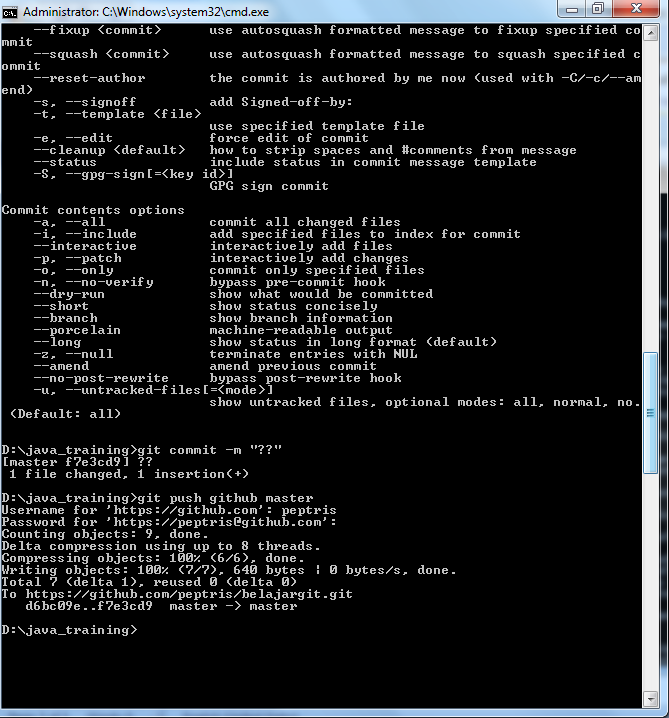 Administrator: C:\Windows\system32\cmd.exe
--fixup <commit>      use autosquash formatted message to fixup specified co
mmit
--squash <commit>     use autosquash formatted message to squash specified c
ommit
--reset-author        the commit is authored by me now (used with -C/-c/--am
end)
-s, --signoff         add Signed-off-by:
-t, --template <file>
use specified template file
-e, --edit            force edit of commit
--cleanup <default>   how to strip spaces and #comments from message
--status              include status in commit message template
-S, --gpg-sign[=<key id>]
GPG sign commit
Commit contents options
-a, --all             commit all changed files
-i, --include         add specified files to index for commit
--interactive         interactively add files
-p, --patch           interactively add changes
-o, --only            commit only specified files
-n, --no-verify       bypass pre-commit hook
--dry-run             show what would be committed
--short               show status concisely
--branch              show branch information
--porcelain           machine-readable output
--long                show status in long format (default)
-z, --null            terminate entries with NUL
--amend               amend previous commit
--no-post-rewrite     bypass post-rewrite hook
-u, --untracked-files[=<mode>]
show untracked files, optional modes: all, normal, no.
(Default: all)
D:\java_training>git commit -m "??"
[master f7e3cd9] ??
1 file changed, 1 insertion(+)
D:\java_training>git push github master
Username for 'https://github.com': peptris
Password for 'https://peptris@github.com':
Counting objects: 9, done.
Delta compression using up to 8 threads.
Compressing objects: 100% (6/6), done.
Writing objects: 100% (7/7), 640 bytes | 0 bytes/s, done.
Total 7 (delta 1), reused 0 (delta 0)
To https://github.com/peptris/belajargit.git
d6bc09e..f7e3cd9  master -> master
D:\java_training>